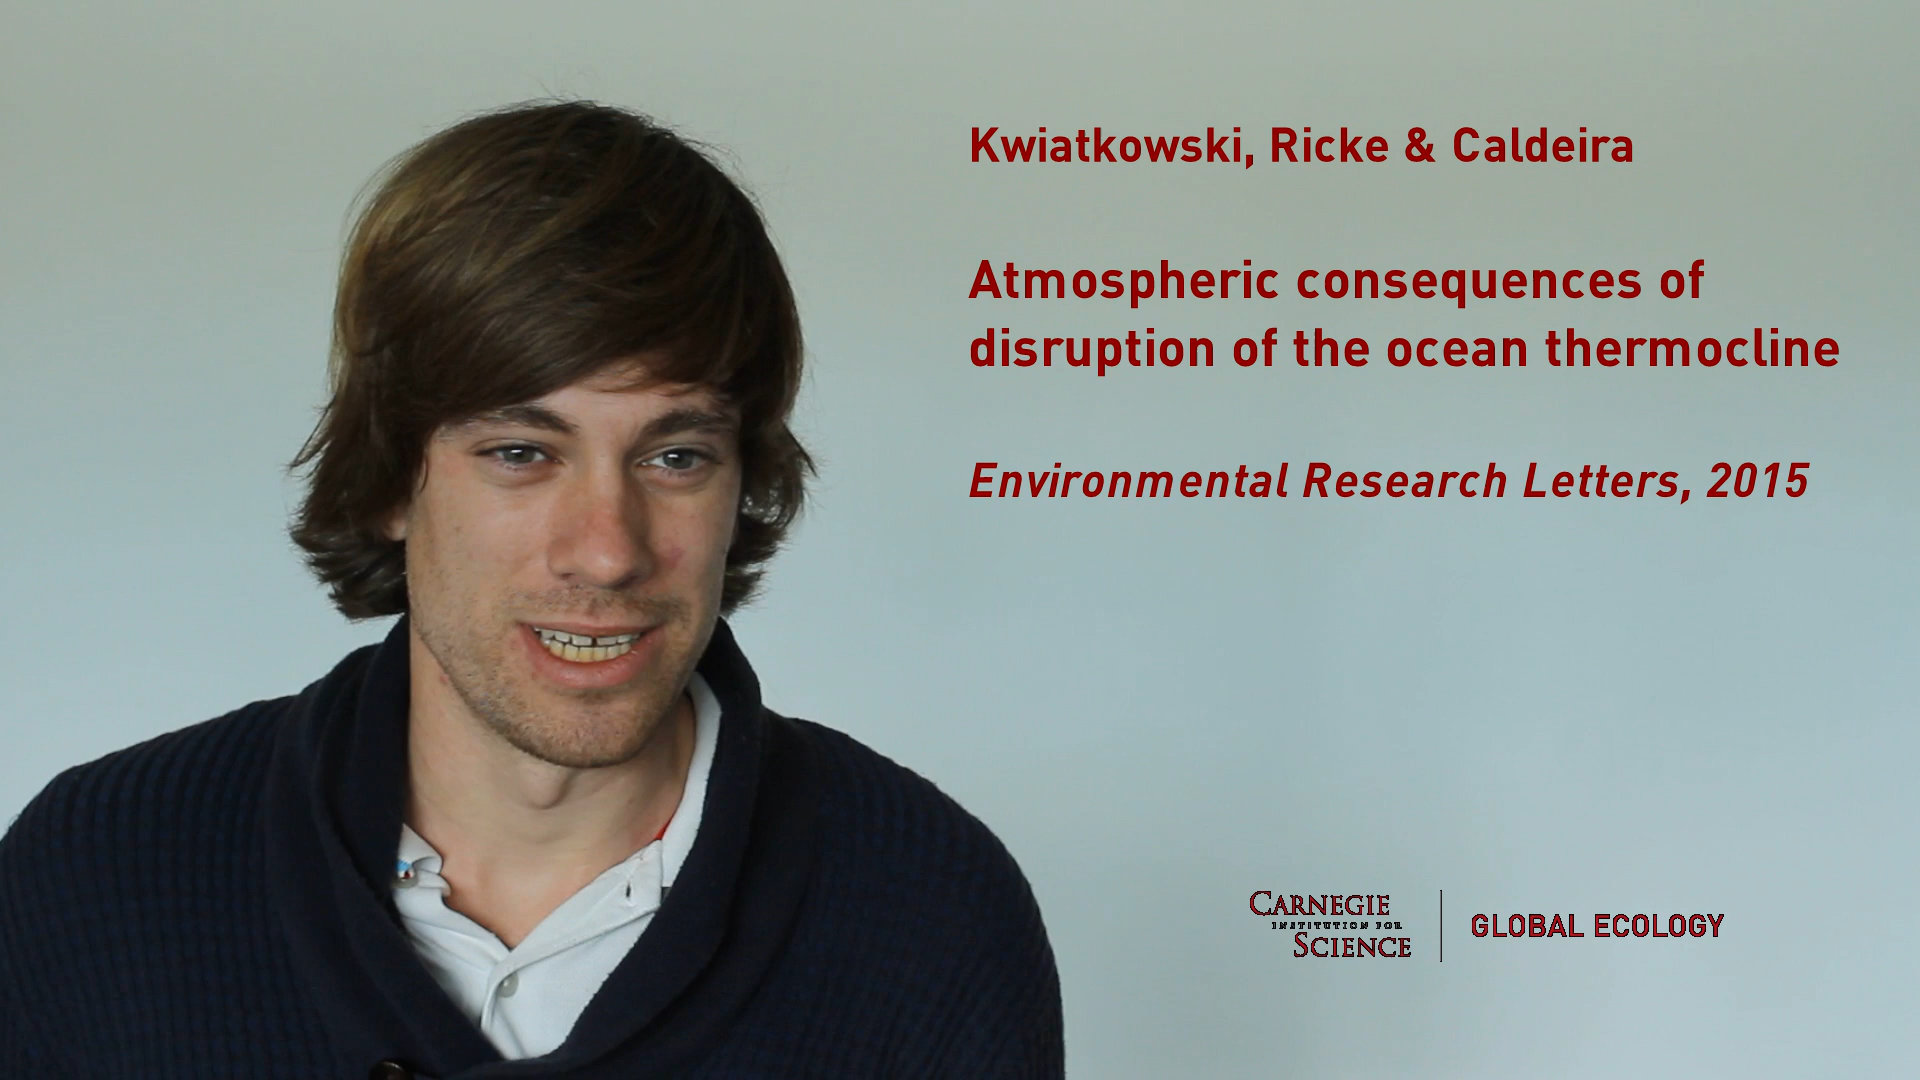 Kwiatkowski, Ricke & Caldeira
Atmospheric consequences of
disruption of the ocean thermocline
Environmental Research Letters, 2015
CARNEGIE
INSTITUTION FOR
SCIENCE
GLOBAL ECOLOGY